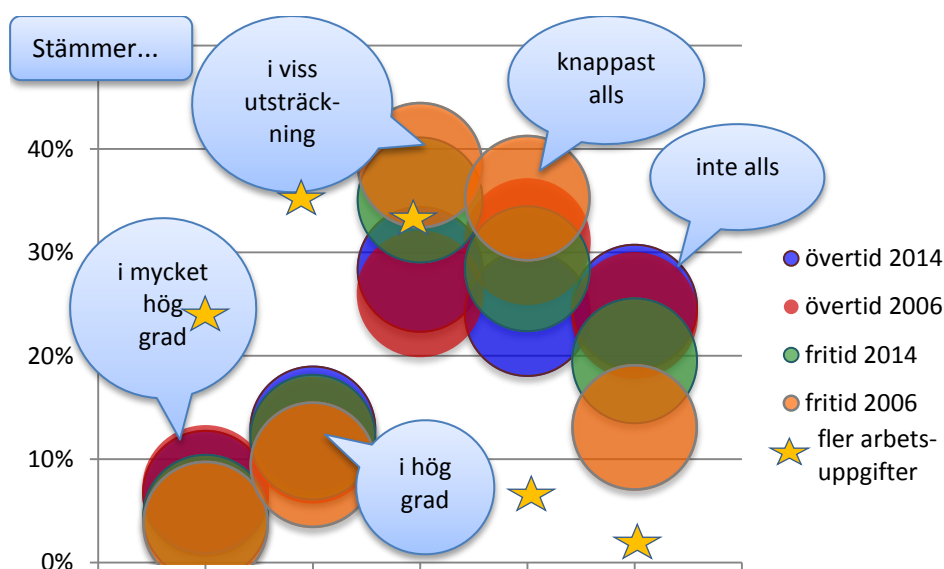 Stämmer...
i viss
utsträck-
ning
knappast
alls
inte alls
i mycket
hög
grad
i hög
grad
40%
30%
20%
10%
0%
övertid 2014
övertid 2006
fritid 2014
fritid 2006
fler arbets-
uppgifter